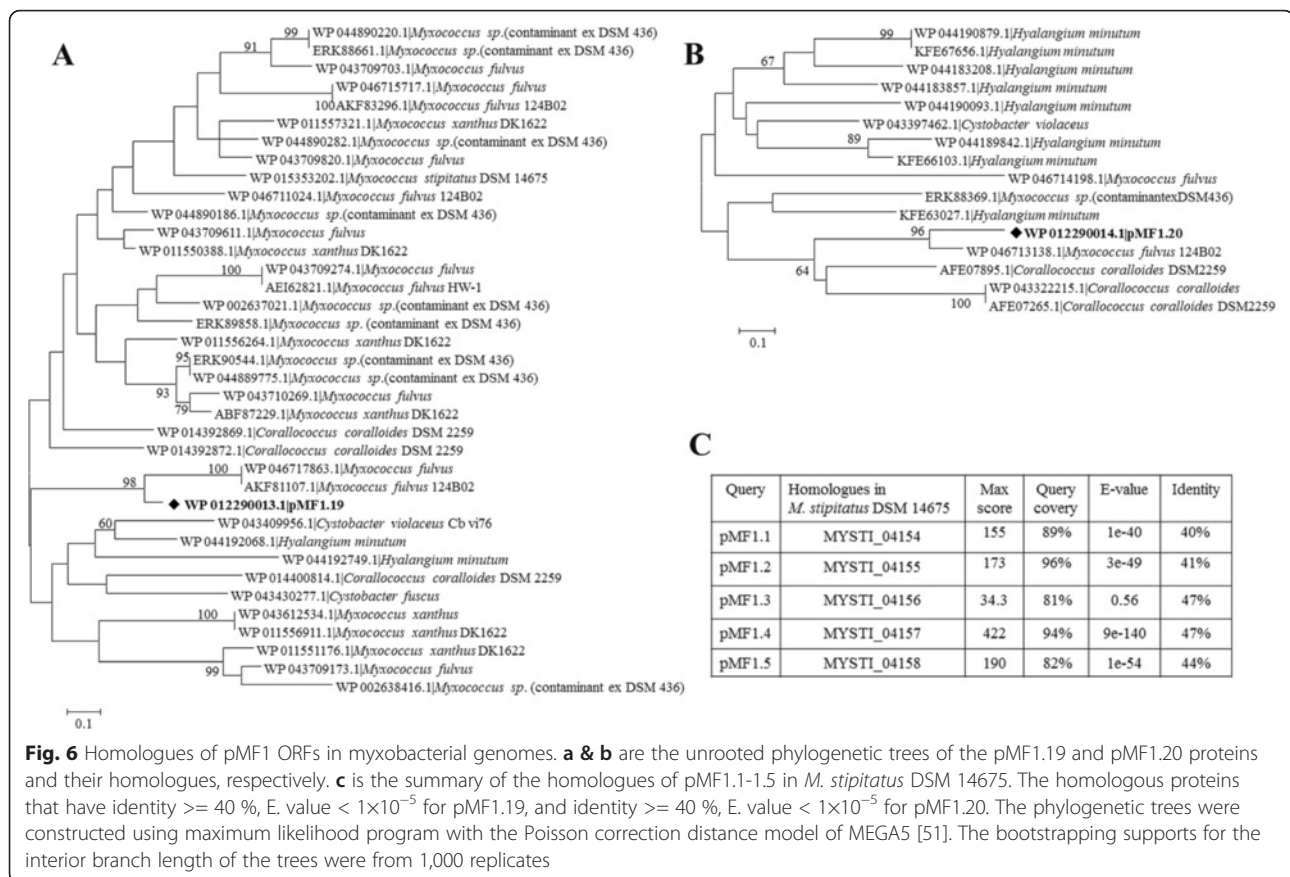 A
99
WP 044890220.1|Myxococcus sp.(contaminant ex DSM 436)
ERK88661.1|Myxococcus sp.(contaminant ex DSM 436)
91
WP 043709703.1|Myxococcus fulvus
WP 046715717.1|Myxococcus fulvus
100
AKF83296.1|Myxococcus fulvus 124B02
WP 011557321.1|Myxococcus xanthus DK1622
WP 044890282.1|Myxococcus sp.(contaminant ex DSM 436)
WP 043709820.1|Myxococcus fulvus
WP 015353202.1|Myxococcus stipitatus DSM 14675
WP 046711024.1|Myxococcus fulvus 124B02
WP 044890186.1|Myxococcus sp.(contaminant ex DSM 436)
WP 043709611.1|Myxococcus fulvus
WP 011550388.1|Myxococcus xanthus DK1622
100
WP 043709274.1|Myxococcus fulvus
AEI62821.1|Myxococcus fulvus HW-1
WP 002637021.1|Myxococcus sp.(contaminant ex DSM 436)
ERK89858.1|Myxococcus sp. (contaminant ex DSM 436)
WP 011556264.1|Myxococcus xanthus DK1622
95
ERK90544.1|Myxococcus sp.(contaminant ex DSM 436)
WP 044889775.1|Myxococcus sp.(contaminant ex DSM 436)
93
WP 043710269.1|Myxococcus fulvus
79
ABF87229.1|Myxococcus xanthus DK1622
WP 014392869.1|Corallococcus coralloides DSM 2259
WP 014392872.1|Corallococcus coralloides DSM 2259
100
WP 046717863.1|Myxococcus fulvus
98
AKF81107.1|Myxococcus fulvus 124B02
◆ WP 012290013.1|pMF1.19
60
WP 043409956.1|Cystobacter violaceus Cb vi76
WP 044192068.1|Hyalangium minutum
WP 044192749.1|Hyalangium minutum
WP 014400814.1|Corallococcus coralloides DSM 2259
WP 043430277.1|Cystobacter fuscus
100
WP 043612534.1|Myxococcus xanthus
WP 011556911.1|Myxococcus xanthus DK1622
WP 011551176.1|Myxococcus xanthus DK1622
99
WP 043709173.1|Myxococcus fulvus
WP 002638416.1|Myxococcus sp. (contaminant ex DSM 436)
0.1
B
99
WP 044190879.1|Hyalangium minutum
KFE67656.1|Hyalangium minutum
67
WP 044183208.1|Hyalangium minutum
WP 044183857.1|Hyalangium minutum
WP 044190093.1|Hyalangium minutum
WP 043397462.1|Cystobacter violaceus
89
WP 044189842.1|Hyalangium minutum
KFE66103.1|Hyalangium minutum
WP 046714198.1|Myxococcus fulvus
ERK88369.1|Myxococcus sp.(contaminantexDSM436)
KFE63027.1|Hyalangium minutum
96
◆WP 012290014.1|pMF1.20
WP 046713138.1|Myxococcus fulvus 124B02
64
AFE07895.1|Corallococcus coralloides DSM2259
WP 043322215.1|Corallococcus coralloides
100
AFE07265.1|Corallococcus coralloides DSM2259
0.1
C
Query Homologues in M. stipitatus DSM 14675 Max score Query covery E-value Identity
pMF1.1 MYSTI_04154 155 89% 1e-40 40%
pMF1.2 MYSTI_04155 173 96% 3e-49 41%
pMF1.3 MYSTI_04156 34.3 81% 0.56 47%
pMF1.4 MYSTI_04157 422 94% 9e-140 47%
pMF1.5 MYSTI_04158 190 82% 1e-54 44%
Fig. 6 Homologues of pMF1 ORFs in myxobacterial genomes. a & b are the unrooted phylogenetic trees of the pMF1.19 and pMF1.20 proteins
and their homologues, respectively. c is the summary of the homologues of pMF1.1-1.5 in M. stipitatus DSM 14675. The homologous proteins
that have identity >= 40 %, E. value < 1×10⁻⁵ for pMF1.19, and identity >= 40 %, E. value < 1×10⁻⁵ for pMF1.20. The phylogenetic trees were
constructed using maximum likelihood program with the Poisson correction distance model of MEGA5 [51]. The bootstrapping supports for the
interior branch length of the trees were from 1,000 replicates